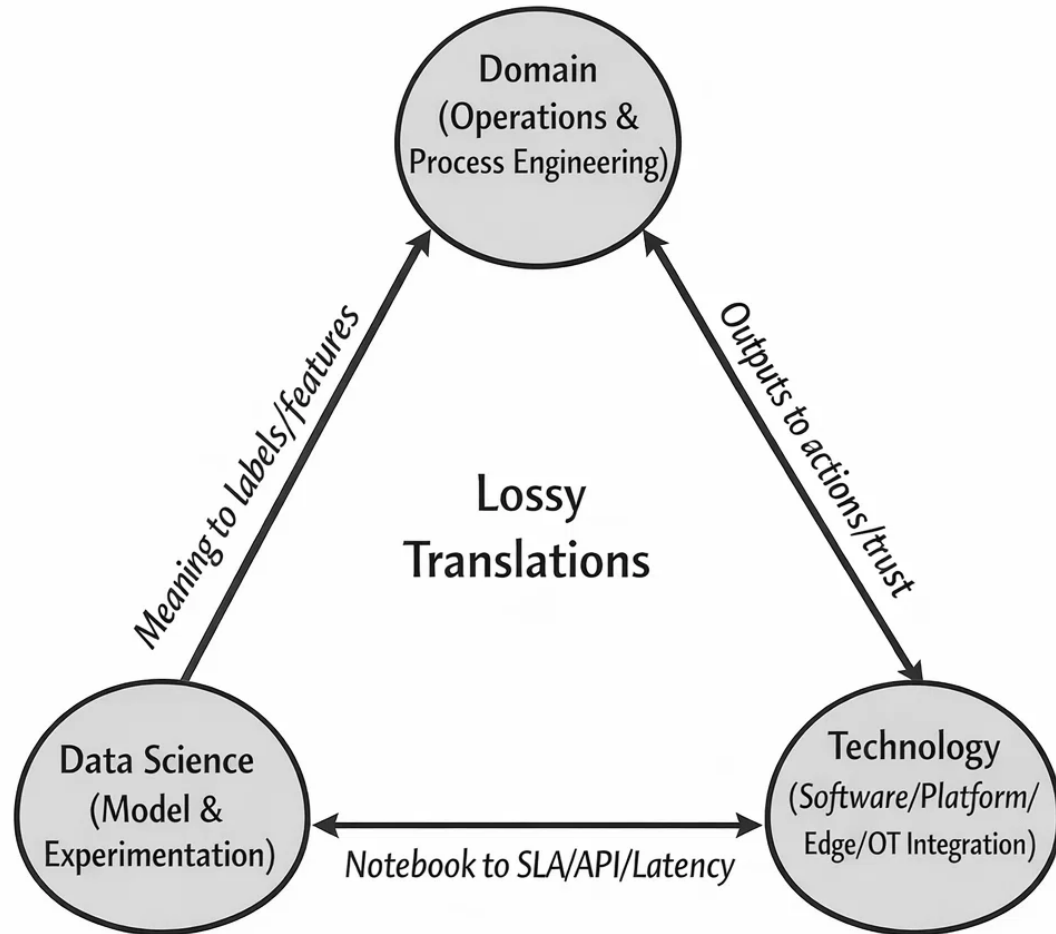 Domain
(Operations &
Process Engineering)
Meaning to labels/features
Outputs to actions/trust
Lossy
Translations
Data Science
(Model &
Experimentation)
Technology
(Software/Platform/
Edge/OT Integration)
Notebook to SLA/API/Latency